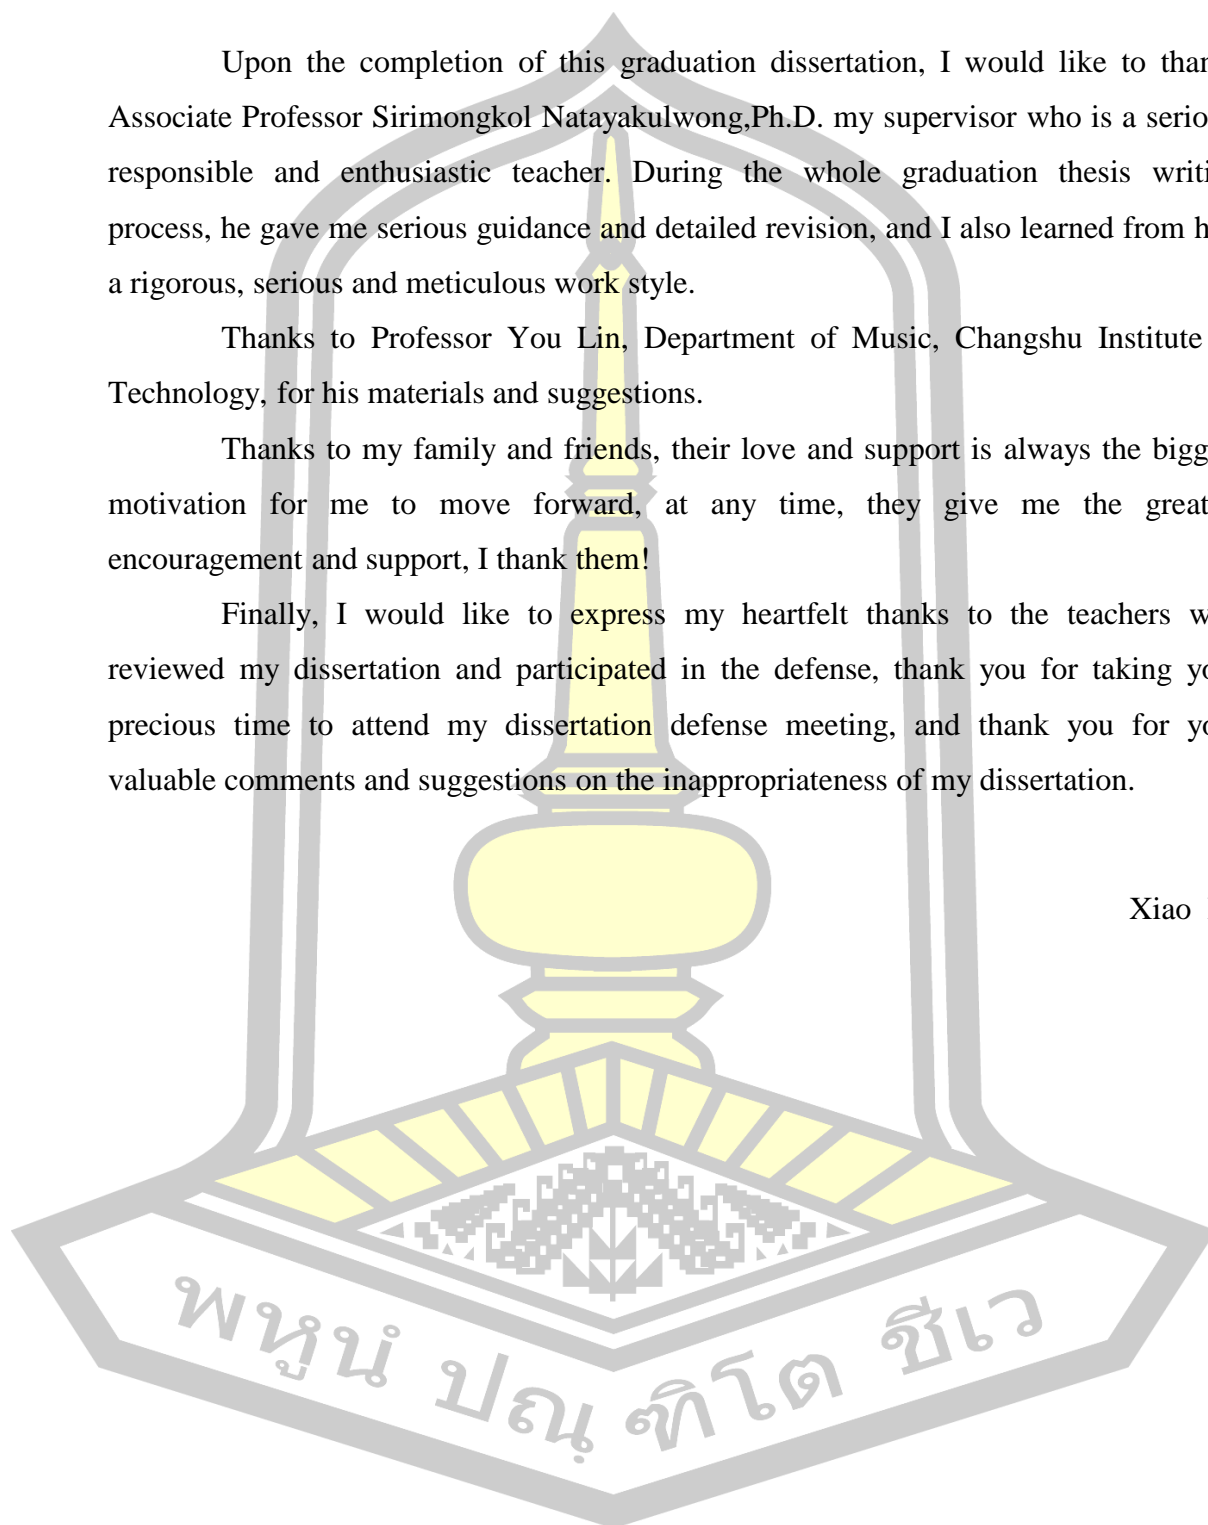 Upon the completion of this graduation dissertation, I would like to than
Associate Professor Sirimongkol Natayakulwong,Ph.D. my supervisor who is a serio
responsible and enthusiastic teacher. During the whole graduation thesis writi
process, he gave me serious guidance and detailed revision, and I also learned from h
a rigorous, serious and meticulous work style.
Thanks to Professor You Lin, Department of Music, Changshu Institute
Technology, for his materials and suggestions.
Thanks to my family and friends, their love and support is always the bigg
motivation for me to move forward, at any time, they give me the great
encouragement and support, I thank them!
Finally, I would like to express my heartfelt thanks to the teachers w
reviewed my dissertation and participated in the defense, thank you for taking yo
precious time to attend my dissertation defense meeting, and thank you for yo
valuable comments and suggestions on the inappropriateness of my dissertation.
Xiao
พหูนํ ปณฺฑิโต ชีเว